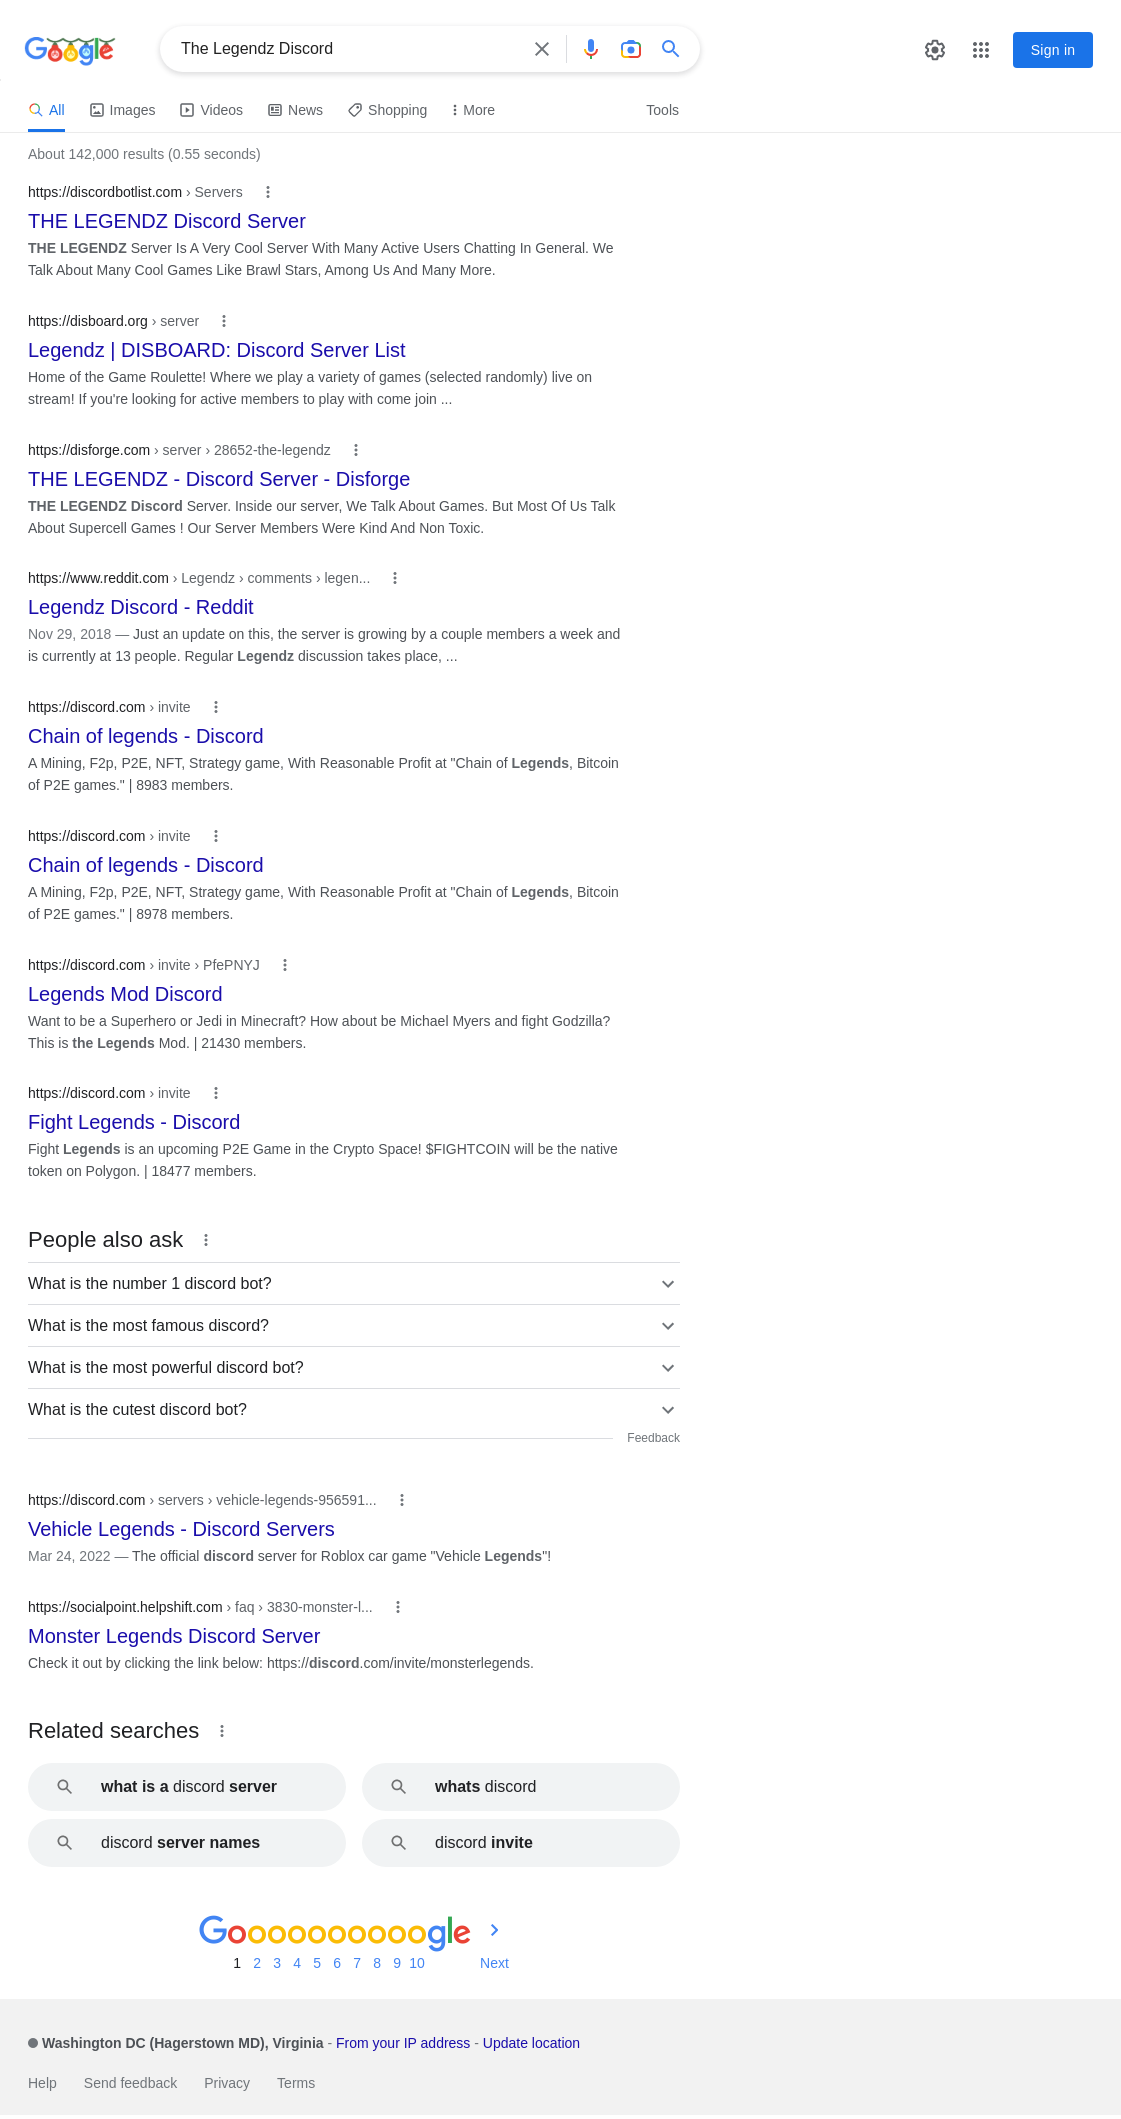 Google
The Legendz Discord
Sign in
All
Images
Videos
News
Shopping
More
Tools
About 142,000 results (0.55 seconds)
https://discordbotlist.com › Servers
THE LEGENDZ Discord Server
THE LEGENDZ Server Is A Very Cool Server With Many Active Users Chatting In General. We
Talk About Many Cool Games Like Brawl Stars, Among Us And Many More.
https://disboard.org › server
Legendz | DISBOARD: Discord Server List
Home of the Game Roulette! Where we play a variety of games (selected randomly) live on
stream! If you're looking for active members to play with come join ...
https://disforge.com › server › 28652-the-legendz
THE LEGENDZ - Discord Server - Disforge
THE LEGENDZ Discord Server. Inside our server, We Talk About Games. But Most Of Us Talk
About Supercell Games ! Our Server Members Were Kind And Non Toxic.
https://www.reddit.com › Legendz › comments › legen...
Legendz Discord - Reddit
Nov 29, 2018 — Just an update on this, the server is growing by a couple members a week and
is currently at 13 people. Regular Legendz discussion takes place, ...
https://discord.com › invite
Chain of legends - Discord
A Mining, F2p, P2E, NFT, Strategy game, With Reasonable Profit at "Chain of Legends, Bitcoin
of P2E games." | 8983 members.
https://discord.com › invite
Chain of legends - Discord
A Mining, F2p, P2E, NFT, Strategy game, With Reasonable Profit at "Chain of Legends, Bitcoin
of P2E games." | 8978 members.
https://discord.com › invite › PfePNYJ
Legends Mod Discord
Want to be a Superhero or Jedi in Minecraft? How about be Michael Myers and fight Godzilla?
This is the Legends Mod. | 21430 members.
https://discord.com › invite
Fight Legends - Discord
Fight Legends is an upcoming P2E Game in the Crypto Space! $FIGHTCOIN will be the native
token on Polygon. | 18477 members.
People also ask
What is the number 1 discord bot?
What is the most famous discord?
What is the most powerful discord bot?
What is the cutest discord bot?
Feedback
https://discord.com › servers › vehicle-legends-956591...
Vehicle Legends - Discord Servers
Mar 24, 2022 — The official discord server for Roblox car game "Vehicle Legends"!
https://socialpoint.helpshift.com › faq › 3830-monster-l...
Monster Legends Discord Server
Check it out by clicking the link below: https://discord.com/invite/monsterlegends.
Related searches
what is a discord server
whats discord
discord server names
discord invite
Goooooooooogle
1 2 3 4 5 6 7 8 9 10 Next
Washington DC (Hagerstown MD), Virginia - From your IP address - Update location
Help Send feedback Privacy Terms